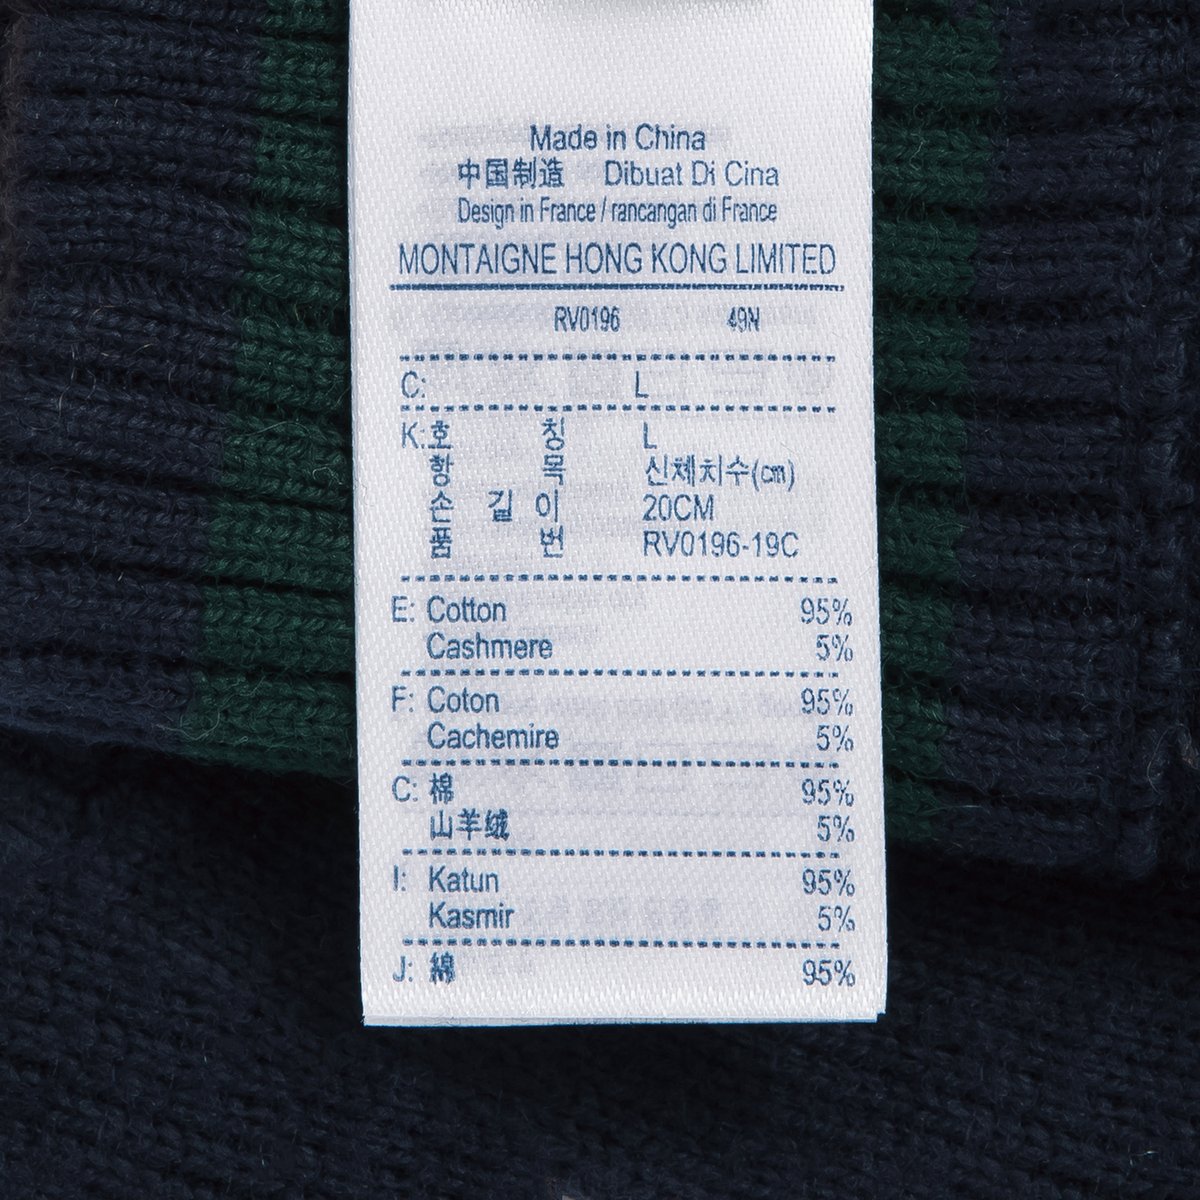 Made in China
中国制造 Dibuat Di Cina
Design in France / rancangan di France
MONTAIGNE HONG KONG LIMITED
RV0196 49N
C: L
K: 호 칭 L
항 목 신체치수(cm)
손 길 이 20CM
품 번 RV0196-19C
E: Cotton 95%
Cashmere 5%
F: Coton 95%
Cachemire 5%
C: 棉 95%
山羊绒 5%
I: Katun 95%
Kasmir 5%
J: 綿 95%